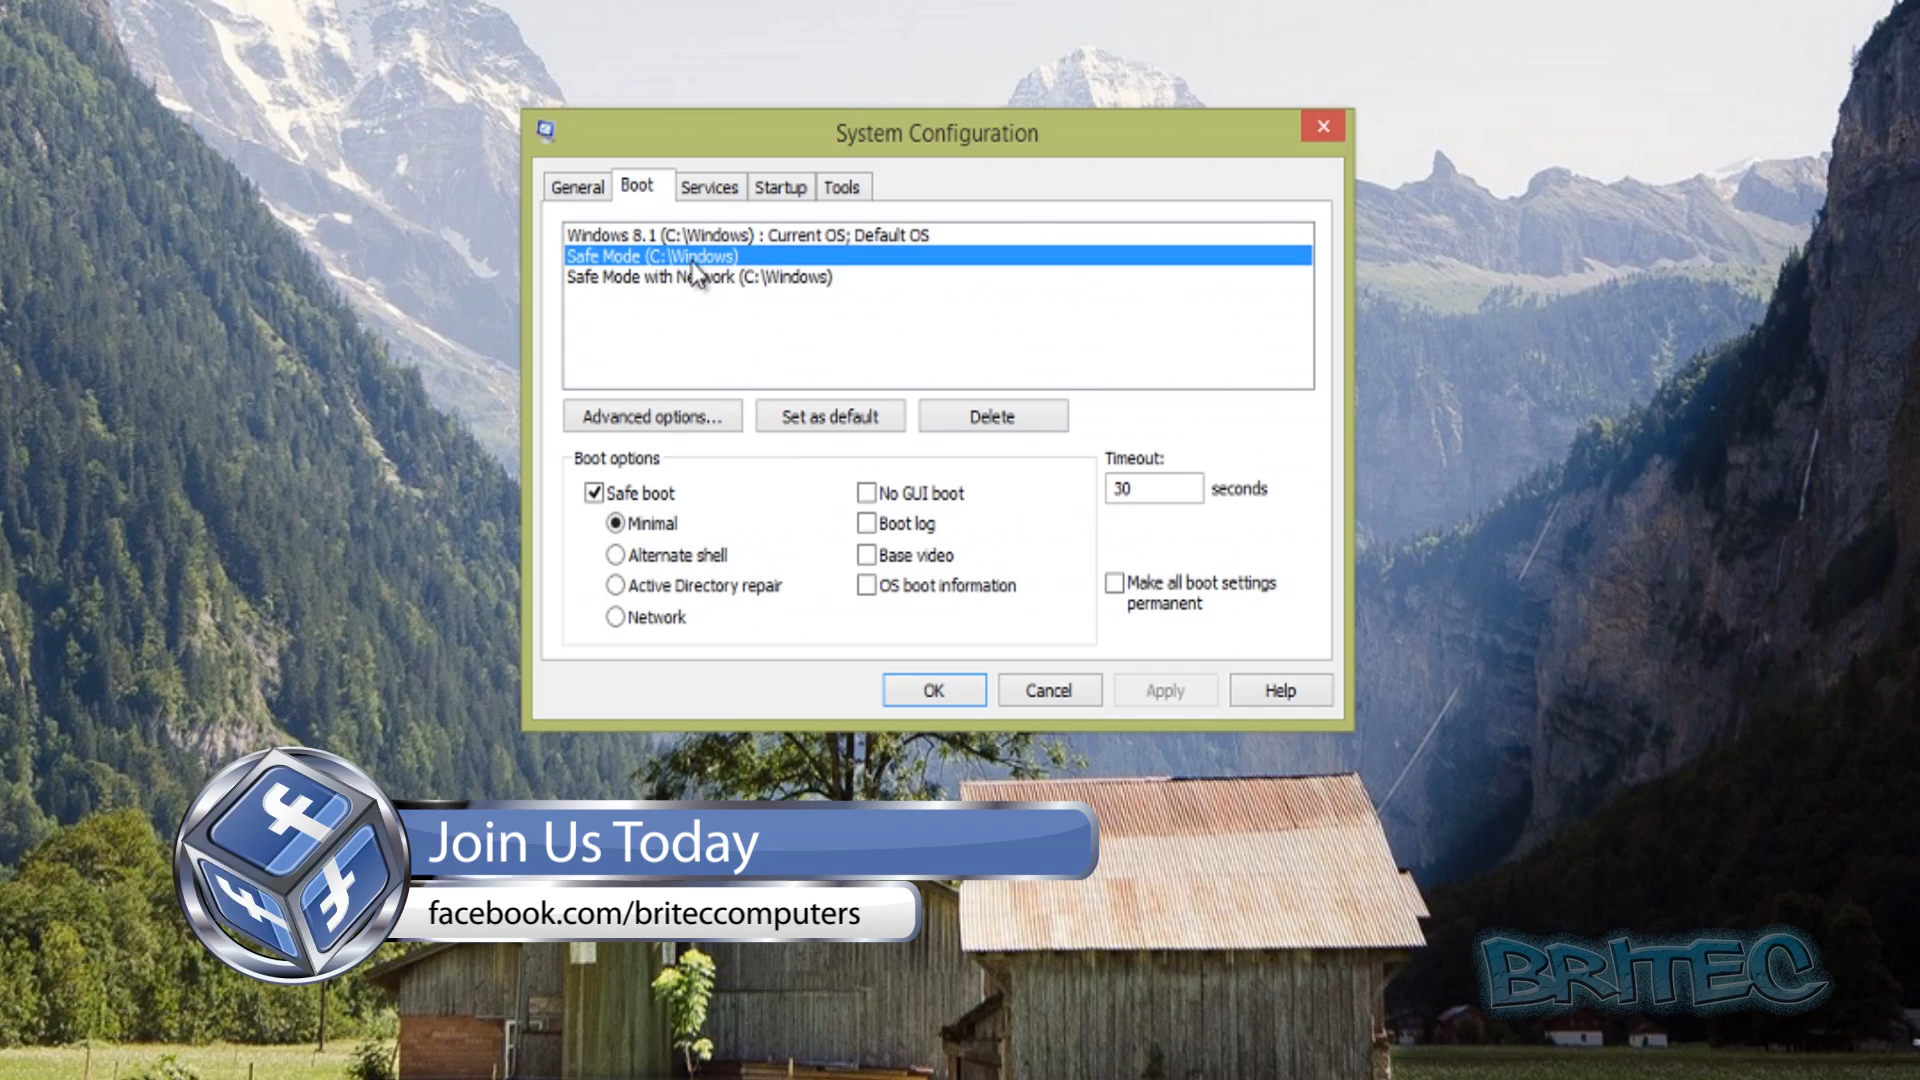 System Configuration
General Boot Services Startup Tools
Windows 8.1 (C:\Windows) : Current OS; Default OS
Safe Mode (C:\Windows)
Safe Mode with Network (C:\Windows)
Advanced options... Set as default Delete
Boot options
Timeout:
Safe boot
No GUI boot
30 seconds
Minimal
Boot log
Alternate shell
Base video
Active Directory repair
OS boot information
Make all boot settings
permanent
Network
OK Cancel Apply Help
Join Us Today
facebook.com/briteccomputers
BRITEC